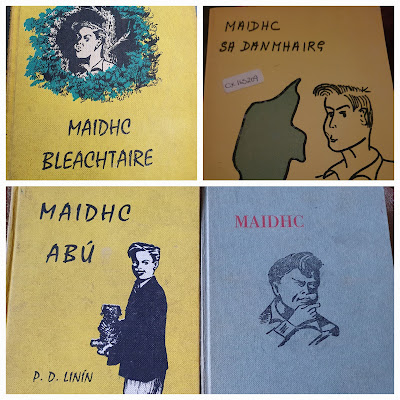 MAIDHC
BLEACHTAIRE
MAIDHC
SA DANMHAIRG
MAIDHC
ABÚ
P. D. LINÍN
MAIDHC